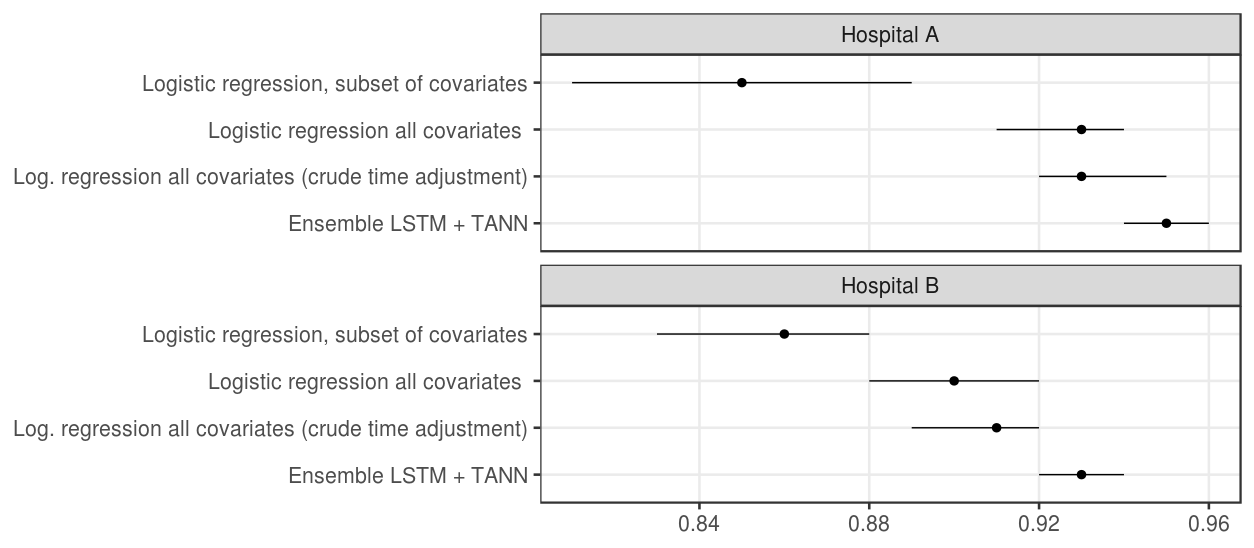 Hospital A
Logistic regression, subset of covariates
Logistic regression all covariates
Log. regression all covariates (crude time adjustment)
Ensemble LSTM + TANN
Hospital B
Logistic regression, subset of covariates
Logistic regression all covariates
Log. regression all covariates (crude time adjustment)
Ensemble LSTM + TANN
0.84 0.88 0.92 0.96